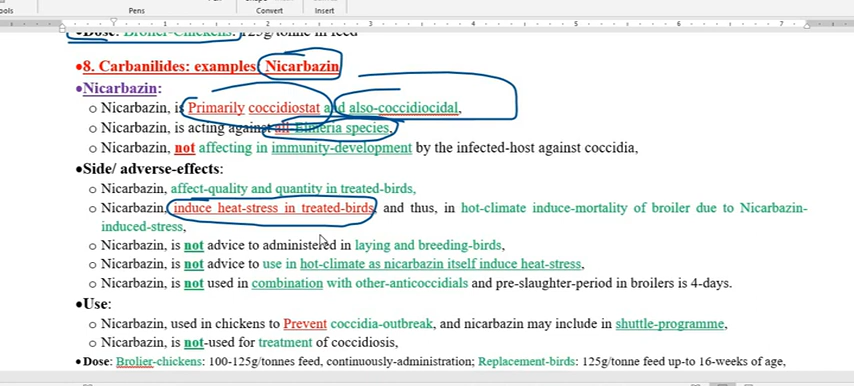 ools
Pens
Convert
Insert
1 2 3 4 5 6 7
•Dose: Broiler-Chickens: 125g/tonne in feed
•8. Carbanilides: examples: Nicarbazin
•Nicarbazin:
o Nicarbazin, is Primarily coccidiostat and also-coccidiocidal,
o Nicarbazin, is acting against all Eimeria species,
o Nicarbazin, not affecting in immunity-development by the infected-host against coccidia,
•Side/ adverse-effects:
o Nicarbazin, affect-quality and quantity in treated-birds,
o Nicarbazin, induce heat-stress in treated-birds, and thus, in hot-climate induce-mortality of broiler due to Nicarbazin-
induced-stress,
o Nicarbazin, is not advice to administered in laying and breeding-birds,
o Nicarbazin, is not advice to use in hot-climate as nicarbazin itself induce heat-stress,
o Nicarbazin, is not used in combination with other-anticoccidials and pre-slaughter-period in broilers is 4-days.
•Use:
o Nicarbazin, used in chickens to Prevent coccidia-outbreak, and nicarbazin may include in shuttle-programme,
o Nicarbazin, is not-used for treatment of coccidiosis,
•Dose: Brolier-chickens: 100-125g/tonnes feed, continuously-administration; Replacement-birds: 125g/tonne feed up-to 16-weeks of age,